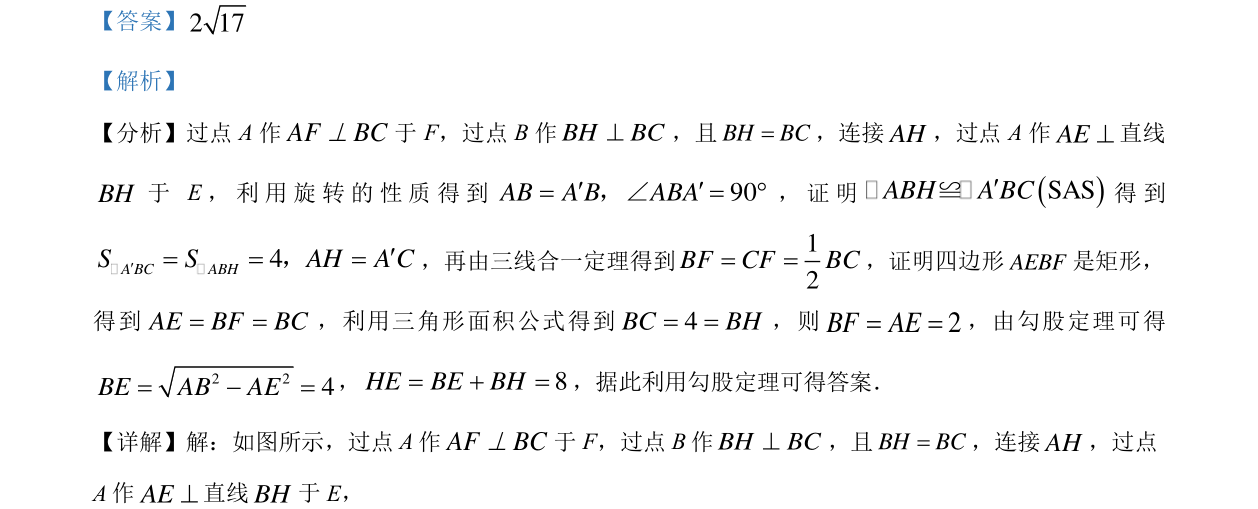 【答案】2√17
【解析】
【分析】过点 A 作 AF ⊥ BC 于 F，过点 B 作 BH ⊥ BC ，且 BH = BC ，连接 AH ，过点 A 作 AE ⊥ 直线
BH 于 E，利用旋转的性质得到 AB = A′B，∠ABA′ = 90° ，证明 □ABH≌□A′BC(SAS) 得到
S□A′BC = S□ABH = 4，AH = A′C ，再由三线合一定理得到 BF = CF = 1/2 BC ，证明四边形 AEBF 是矩形，
得到 AE = BF = BC ，利用三角形面积公式得到 BC = 4 = BH ，则 BF = AE = 2 ，由勾股定理可得
BE = √(AB² − AE²) = 4 ，HE = BE + BH = 8 ，据此利用勾股定理可得答案．
【详解】解：如图所示，过点 A 作 AF ⊥ BC 于 F，过点 B 作 BH ⊥ BC ，且 BH = BC ，连接 AH ，过点
A 作 AE ⊥ 直线 BH 于 E，